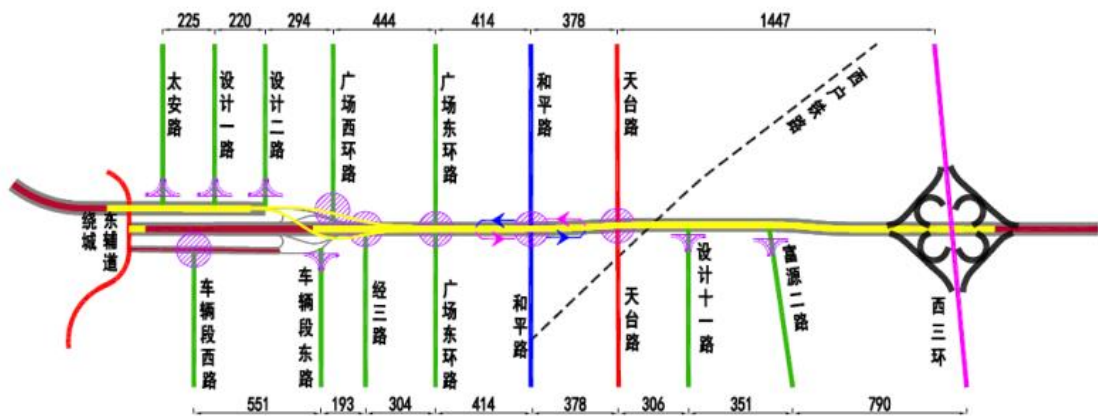 225 220 294 444 414 378 1447
太安路
设计一路
设计二路
广场西环路
广场东环路
和平路
天台路
西户铁路
绕城
东辅道
车辆段西路
车辆段东路
经三路
广场东环路
和平路
天台路
设计十一路
富源二路
西三环
551 193 304 414 378 306 351 790